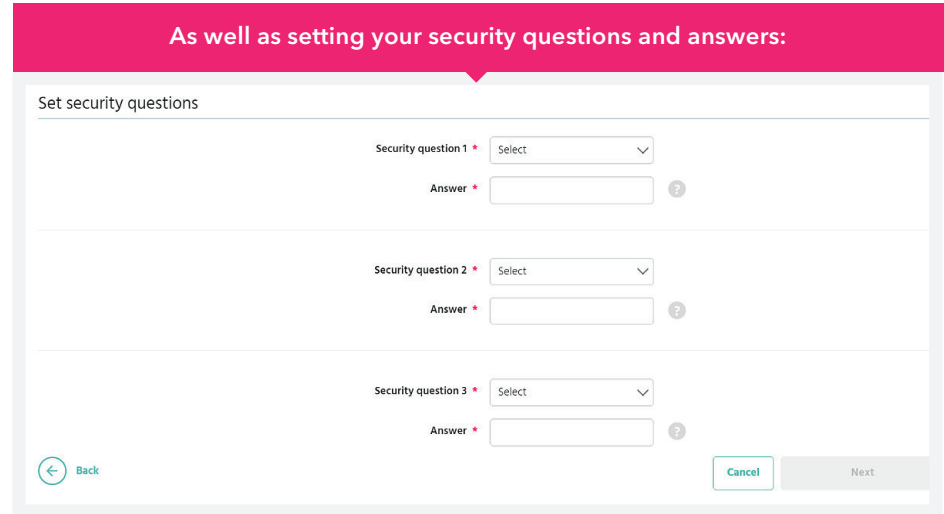 As well as setting your security questions and answers:
Set security questions
Security question 1 * Select
Answer * ?
Security question 2 * Select
Answer * ?
Security question 3 * Select
Answer * ?
Back Cancel Next